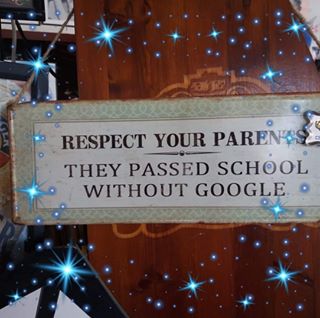 RESPECT YOUR PARENTS
THEY PASSED SCHOOL
WITHOUT GOOGLE